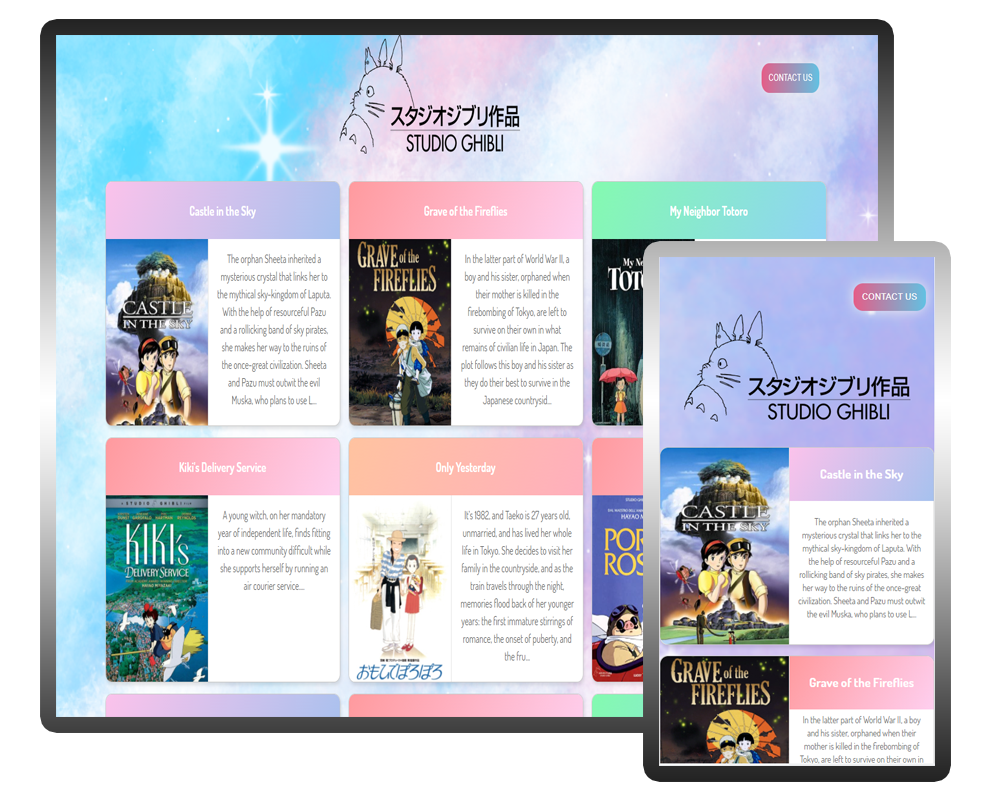 CONTACT US
スタジオジブリ作品
STUDIO GHIBLI
Castle in the Sky
CASTLE
IN THE SKY
The orphan Sheeta inherited a
mysterious crystal that links her to
the mythical sky-kingdom of Laputa.
With the help of resourceful Pazu
and a rollicking band of sky pirates,
she makes her way to the ruins of
the once-great civilization. Sheeta
and Pazu must outwit the evil
Muska, who plans to use L...
Grave of the Fireflies
GRAVE of the
FIREFLIES
In the latter part of World War II, a
boy and his sister, orphaned when
their mother is killed in the
firebombing of Tokyo, are left to
survive on their own in what
remains of civilian life in Japan. The
plot follows this boy and his sister as
they do their best to survive in the
Japanese countrysid...
My Neighbor Totoro
My Ne
TOTO
Kiki's Delivery Service
STUDIO GHIBLI
KIKI's
DELIVERY SERVICE
A young witch, on her mandatory
year of independent life, finds fitting
into a new community difficult while
she supports herself by running an
air courier service....
Only Yesterday
おもひでぽろぽろ
It's 1982, and Taeko is 27 years old,
unmarried, and has lived her whole
life in Tokyo. She decides to visit her
family in the countryside, and as the
train travels through the night,
memories flood back of her younger
years: the first immature stirrings of
romance, the onset of puberty, and
the fru...
HAYAO M
POR
ROS
CONTACT US
スタジオジブリ作品
STUDIO GHIBLI
CASTLE
IN THE SKY
Castle in the Sky
The orphan Sheeta inherited a
mysterious crystal that links her to the
mythical sky-kingdom of Laputa. With
the help of resourceful Pazu and a
rollicking band of sky pirates, she makes
her way to the ruins of the once-great
civilization. Sheeta and Pazu must outwit
the evil Muska, who plans to use L...
GRAVE of the
FIREFLIES
Grave of the Fireflies
In the latter part of World War II, a boy
and his sister, orphaned when their
mother is killed in the firebombing of
Tokyo, are left to survive on their own in